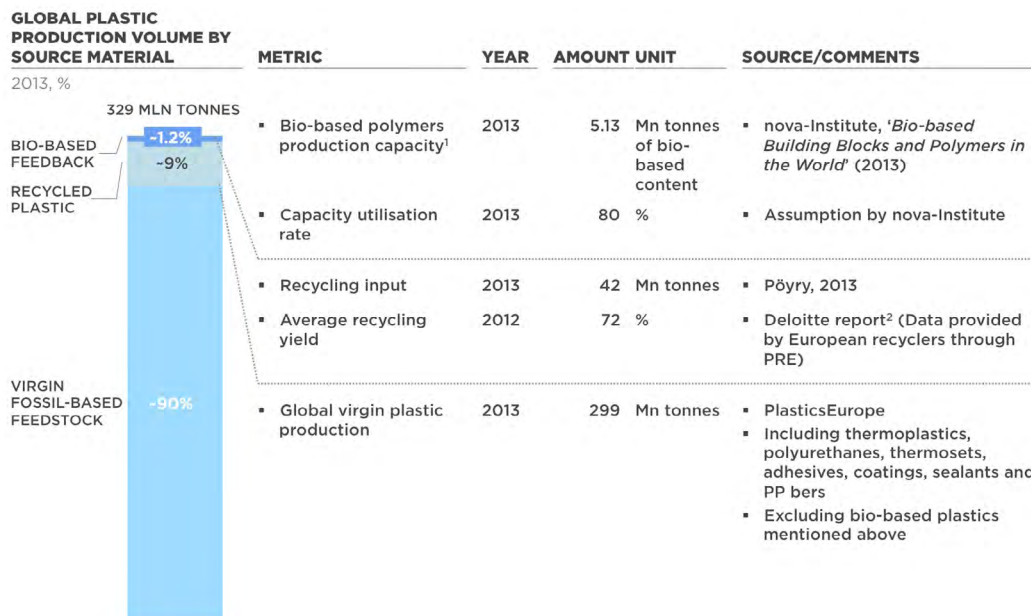 GLOBAL PLASTIC
PRODUCTION VOLUME BY
SOURCE MATERIAL
2013, %
329 MLN TONNES
BIO-BASED
FEEDBACK
~1.2%
~9%
RECYCLED
PLASTIC
VIRGIN
FOSSIL-BASED
FEEDSTOCK
~90%
METRIC YEAR AMOUNT UNIT SOURCE/COMMENTS
▪ Bio-based polymers 2013 5.13 Mn tonnes ▪ nova-Institute, ‘Bio-based
production capacity¹ of bio- Building Blocks and Polymers in
based the World’ (2013)
content
▪ Capacity utilisation 2013 80 % ▪ Assumption by nova-Institute
rate
▪ Recycling input 2013 42 Mn tonnes ▪ Pöyry, 2013
▪ Average recycling 2012 72 % ▪ Deloitte report² (Data provided
yield by European recyclers through
PRE)
▪ Global virgin plastic 2013 299 Mn tonnes ▪ PlasticsEurope
production ▪ Including thermoplastics,
polyurethanes, thermosets,
adhesives, coatings, sealants and
PP bers
▪ Excluding bio-based plastics
mentioned above